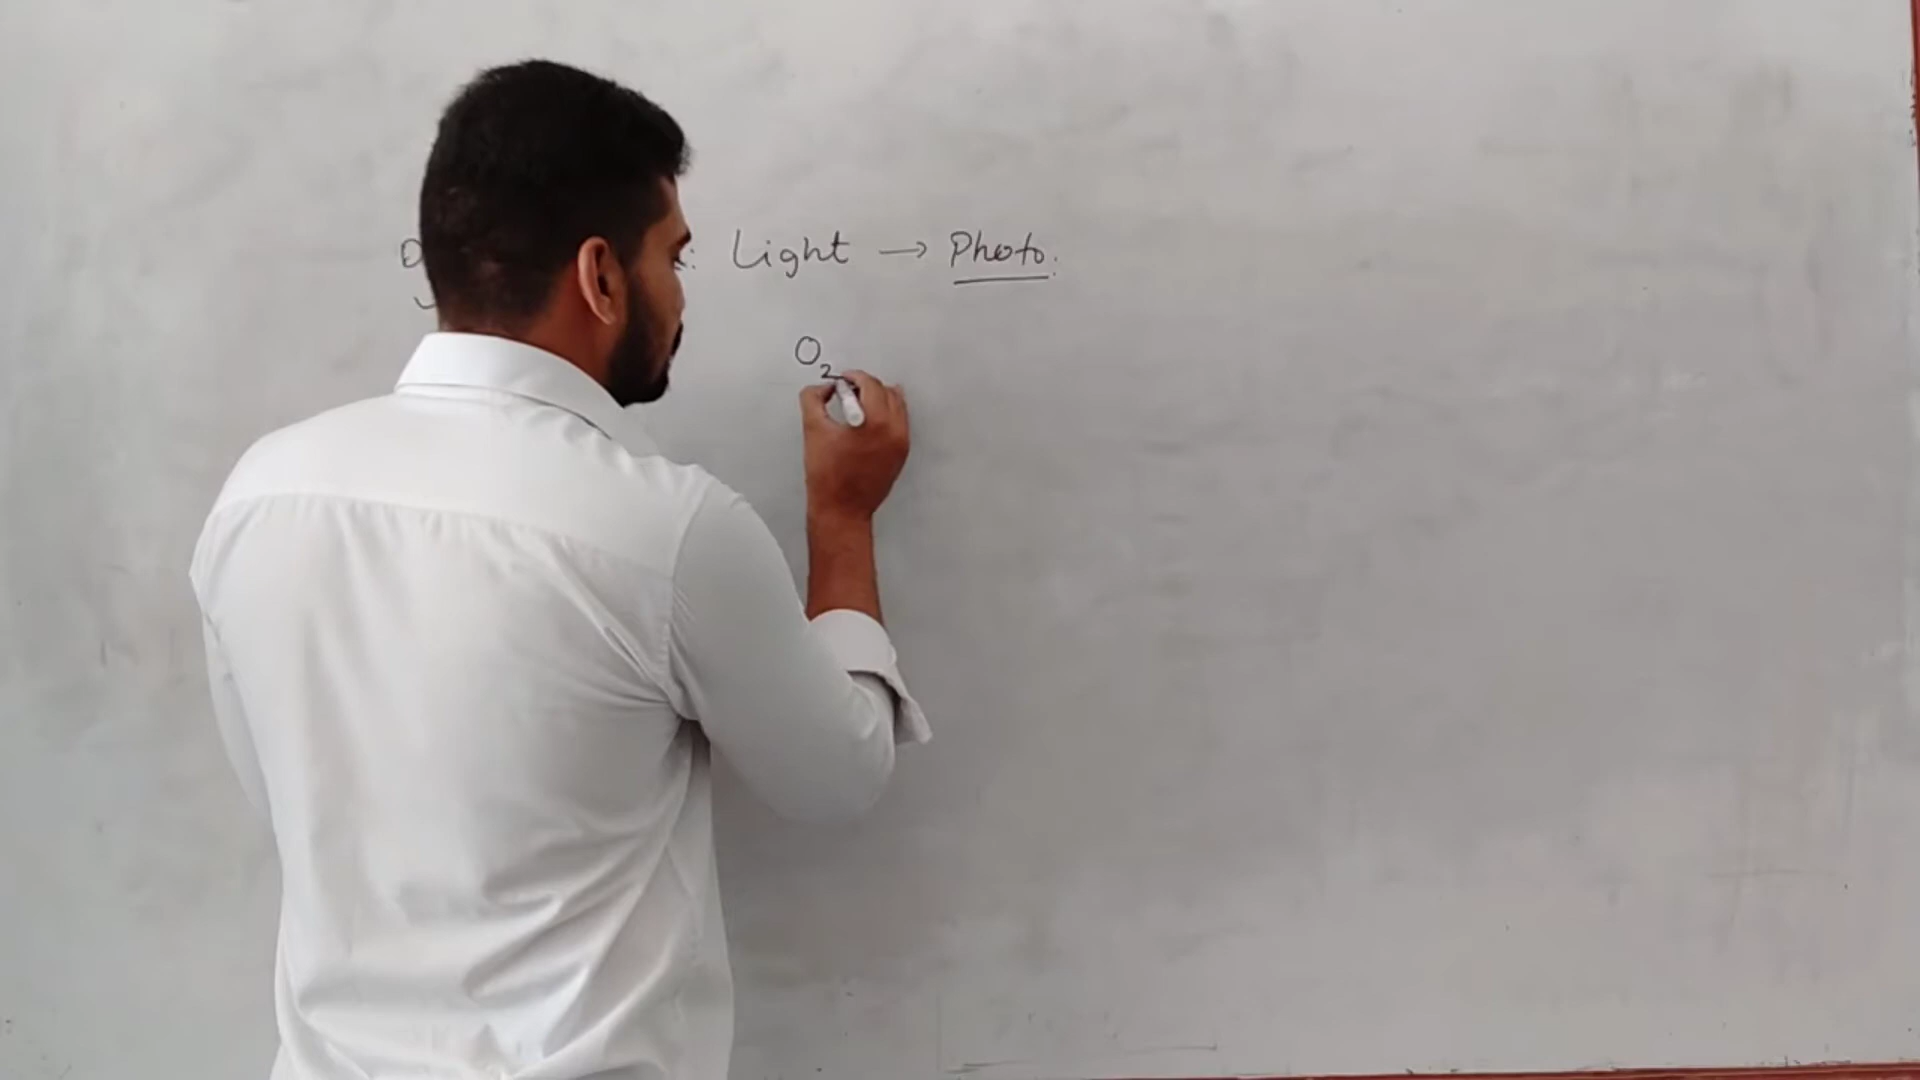 : Light → Photo.
O₂